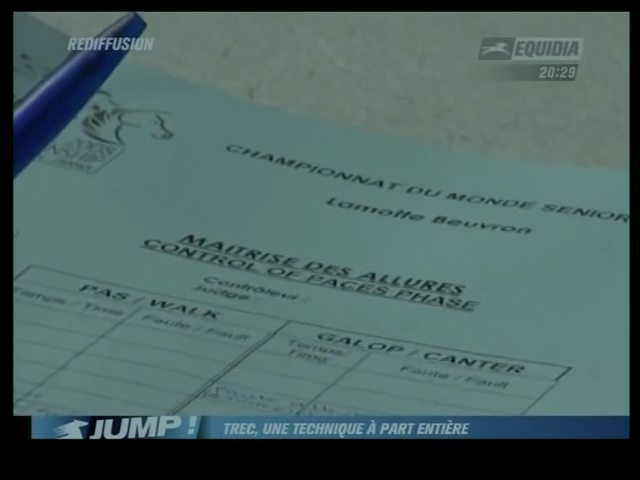 REDIFFUSION
EQUIDIA
20:29
CHAMPIONNAT DU MONDE SENIOR
Lamotte Beuvron
MAITRISE DES ALLURES
CONTROL OF PACES PHASE
Contrôleur :
Judge :
PAS / WALK
Temps / Time Faute / Fault
GALOP / CANTER
Temps / Time
Faute / Fault
JUMP ! TREC, UNE TECHNIQUE À PART ENTIÈRE